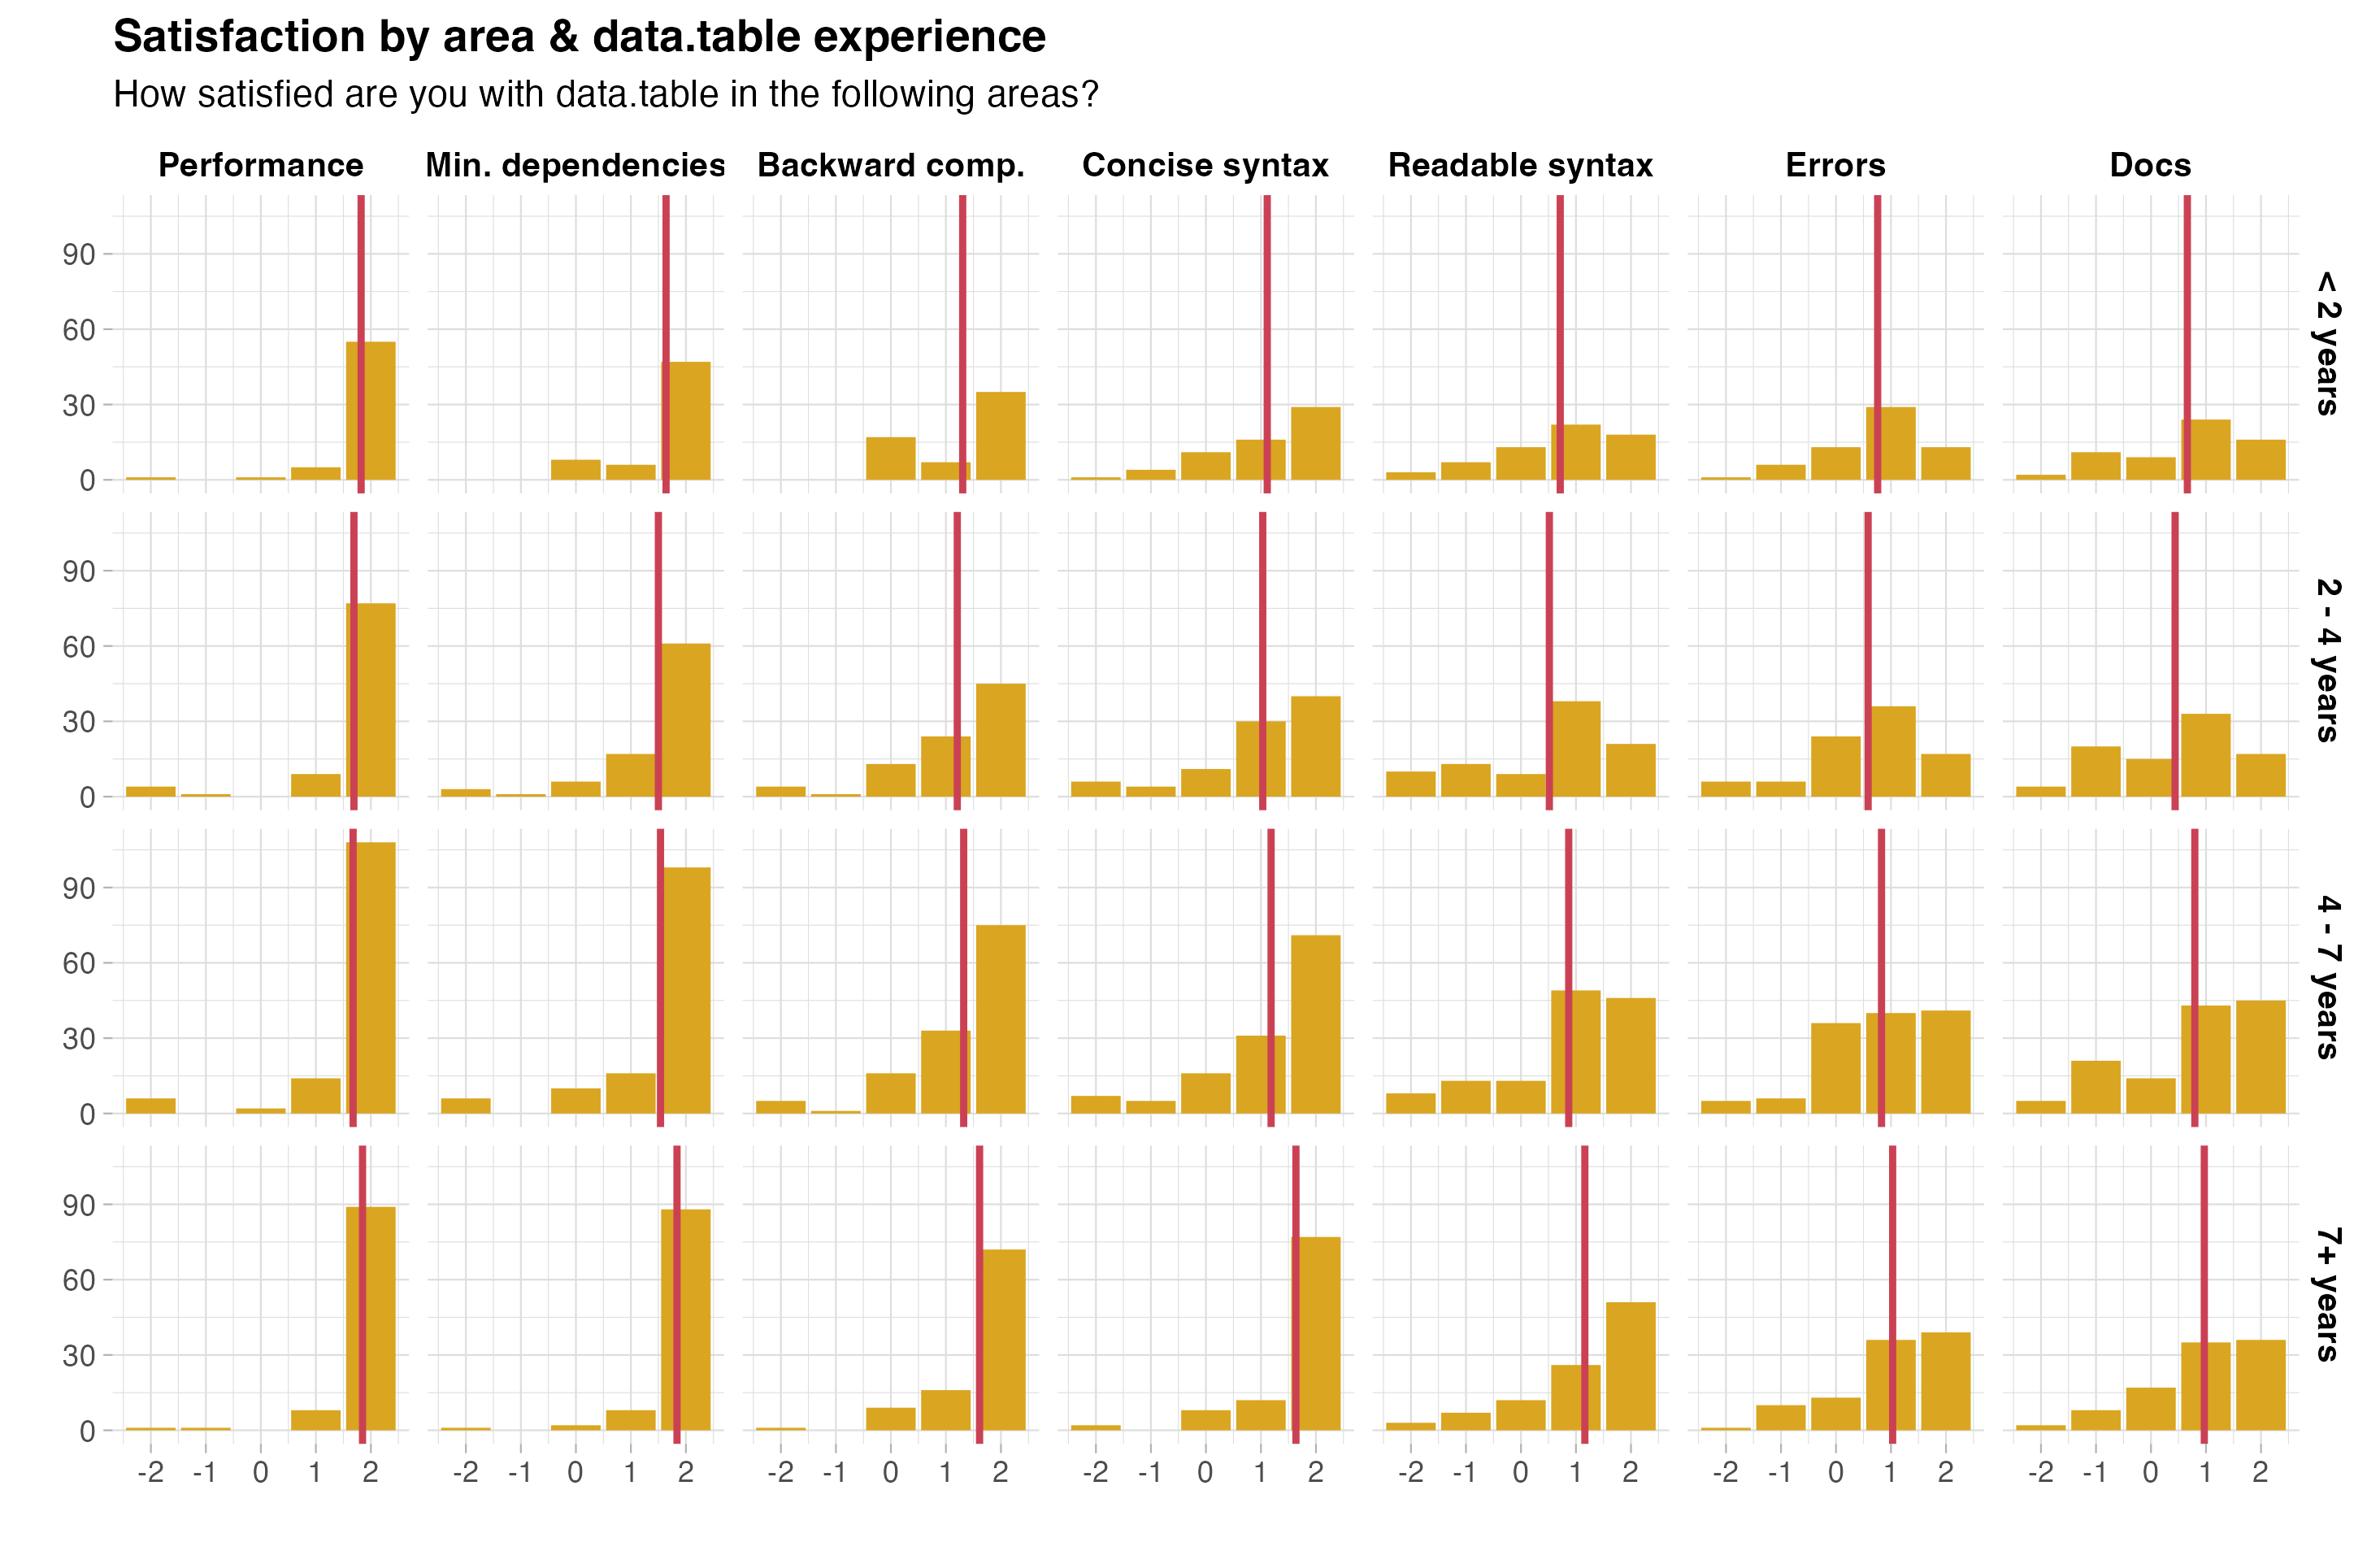 Satisfaction by area & data.table experience
How satisfied are you with data.table in the following areas?
Performance Min. dependencies Backward comp. Concise syntax Readable syntax Errors Docs
90
60
30
0
< 2 years
90
60
30
0
2 - 4 years
90
60
30
0
4 - 7 years
90
60
30
0
7+ years
-2 -1 0 1 2 -2 -1 0 1 2 -2 -1 0 1 2 -2 -1 0 1 2 -2 -1 0 1 2 -2 -1 0 1 2 -2 -1 0 1 2